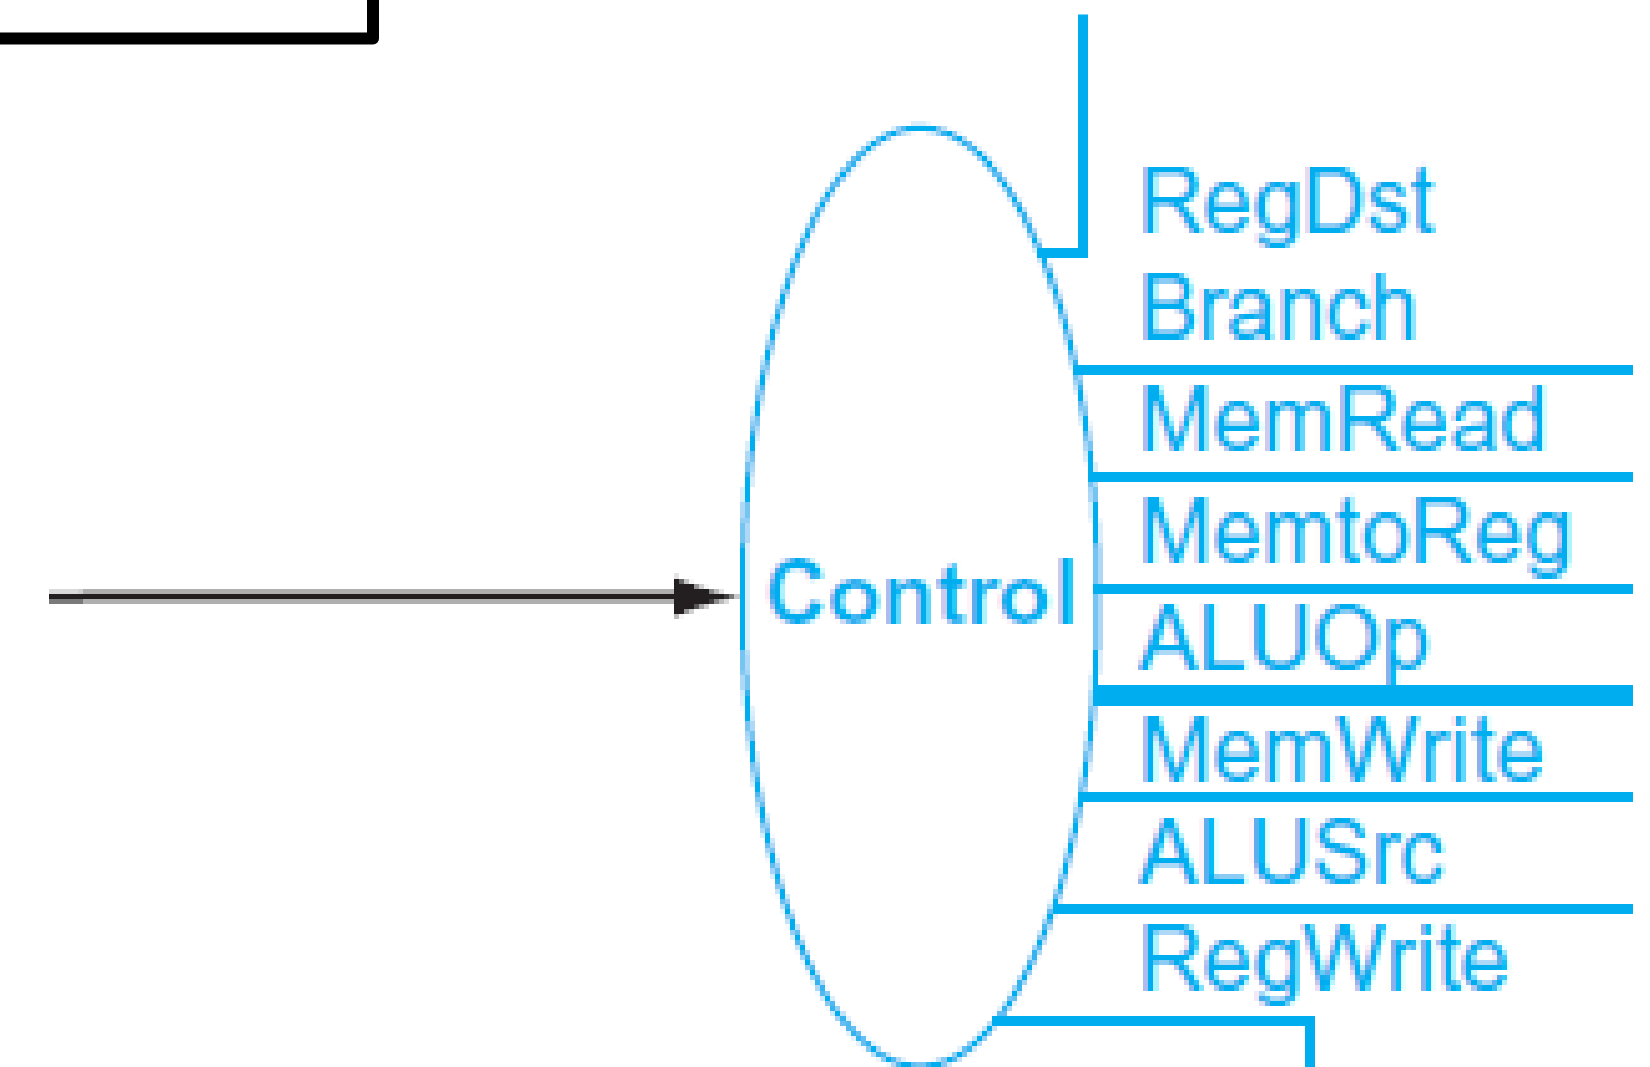 RegDst
Branch
MemRead
MemtoReg
Control
ALUOp
MemWrite
ALUSrc
RegWrite